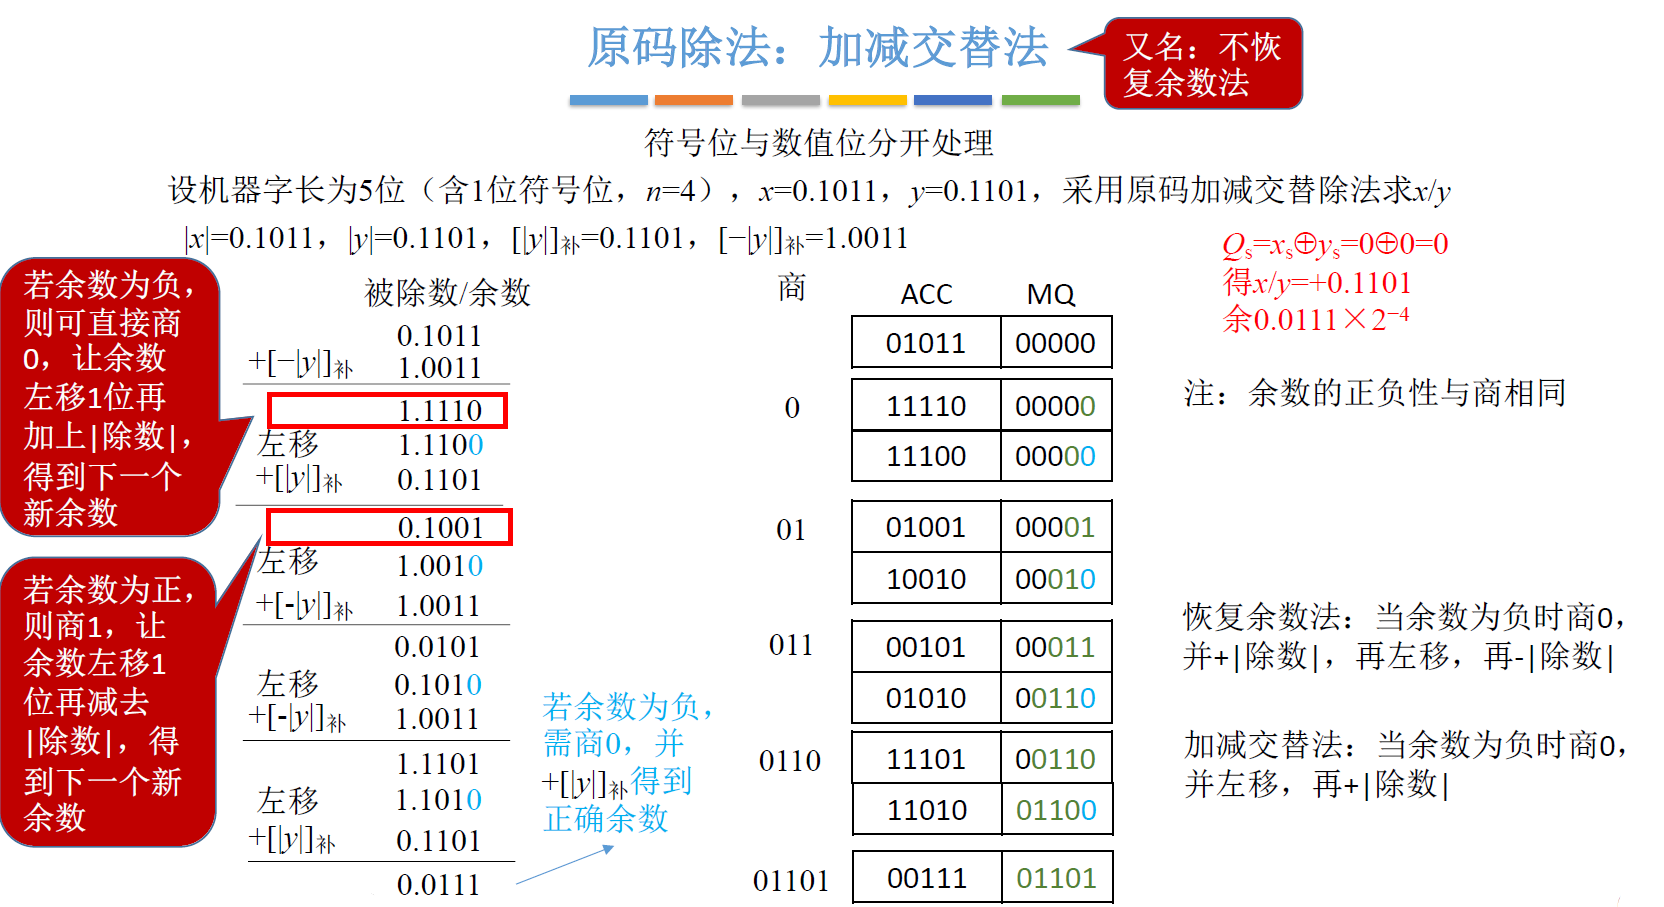 原码除法：加减交替法
又名：不恢
复余数法
符号位与数值位分开处理
设机器字长为5位（含1位符号位，n=4），x=0.1011，y=0.1101，采用原码加减交替除法求x/y
|x|=0.1011，|y|=0.1101，[|y|]补=0.1101，[−|y|]补=1.0011
Qs=xs⊕ys=0⊕0=0
得x/y=+0.1101
余0.0111×2⁻⁴
若余数为负，
则可直接商
0，让余数
左移1位再
加上|除数|，
得到下一个
新余数
若余数为正，
则商1，让
余数左移1
位再减去
|除数|，得
到下一个新
余数
被除数/余数
0.1011
+[−|y|]补 1.0011
1.1110
左移 1.1100
+[|y|]补 0.1101
0.1001
左移 1.0010
+[-|y|]补 1.0011
0.0101
左移 0.1010
+[-|y|]补 1.0011
1.1101
左移 1.1010
+[|y|]补 0.1101
0.0111
若余数为负，
需商0，并
+[|y|]补得到
正确余数
商
0
01
011
0110
01101
ACC MQ
01011 00000
11110 00000
11100 00000
01001 00001
10010 00010
00101 00011
01010 00110
11101 00110
11010 01100
00111 01101
注：余数的正负性与商相同
恢复余数法：当余数为负时商0，
并+|除数|，再左移，再-|除数|
加减交替法：当余数为负时商0，
并左移，再+|除数|